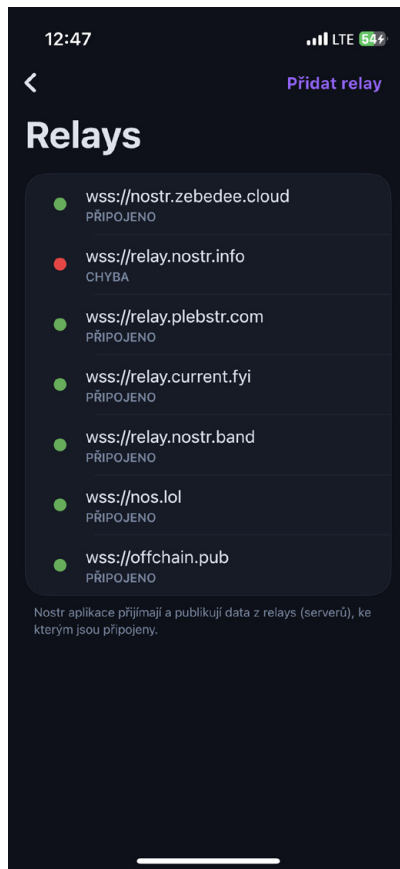 12:47
LTE 54
Přidat relay
Relays
wss://nostr.zebedee.cloud
PŘIPOJENO
wss://relay.nostr.info
CHYBA
wss://relay.plebstr.com
PŘIPOJENO
wss://relay.current.fyi
PŘIPOJENO
wss://relay.nostr.band
PŘIPOJENO
wss://nos.lol
PŘIPOJENO
wss://offchain.pub
PŘIPOJENO
Nostr aplikace přijímají a publikují data z relays (serverů), ke
kterým jsou připojeny.